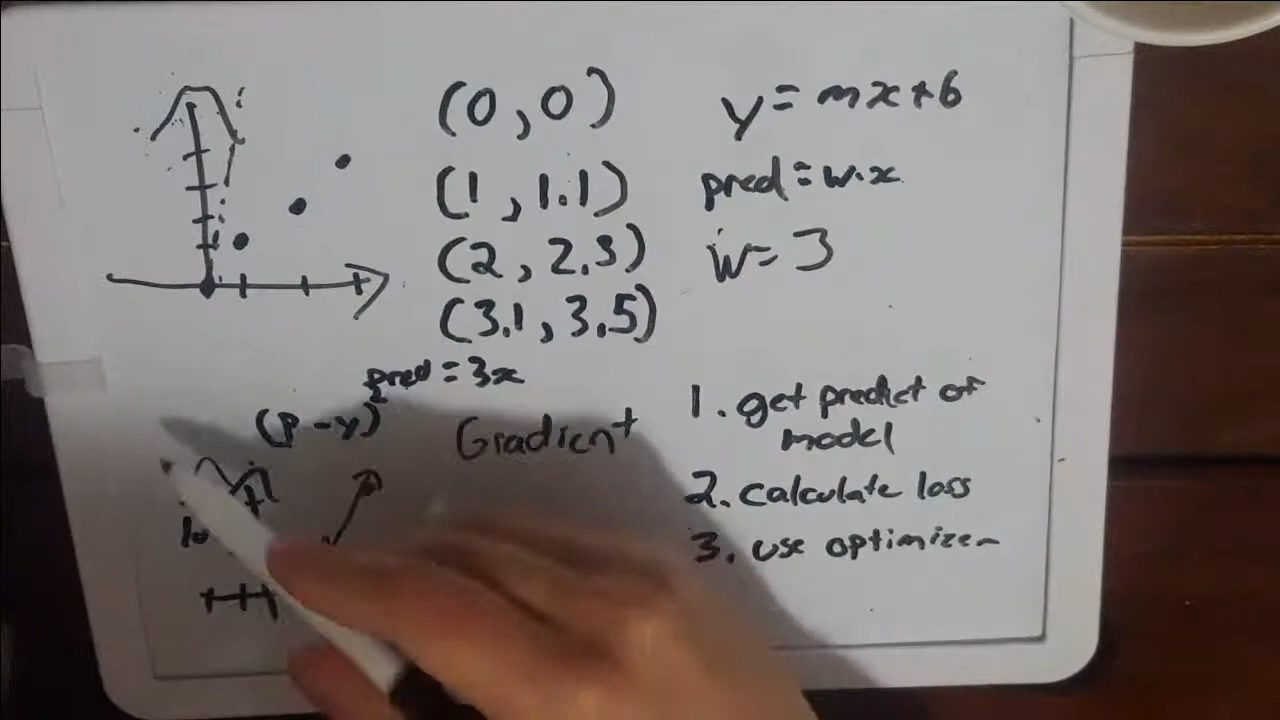 (0,0)
(1,1.1)
(2,2.3)
(3.1,3.5)
y=mx+b
pred=w.x
w=3
pred=3x
(p-y)²
Gradient
1. get predict of
model
2. calculate loss
3. use optimizer